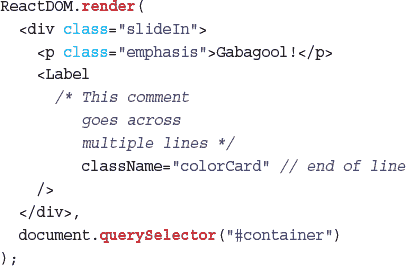 ReactDOM.render(
  <div class="slideIn">
    <p class="emphasis">Gabagool!</p>
    <Label
      /* This comment
         goes across
         multiple lines */
         className="colorCard" // end of line
    />
  </div>,
  document.querySelector("#container")
);